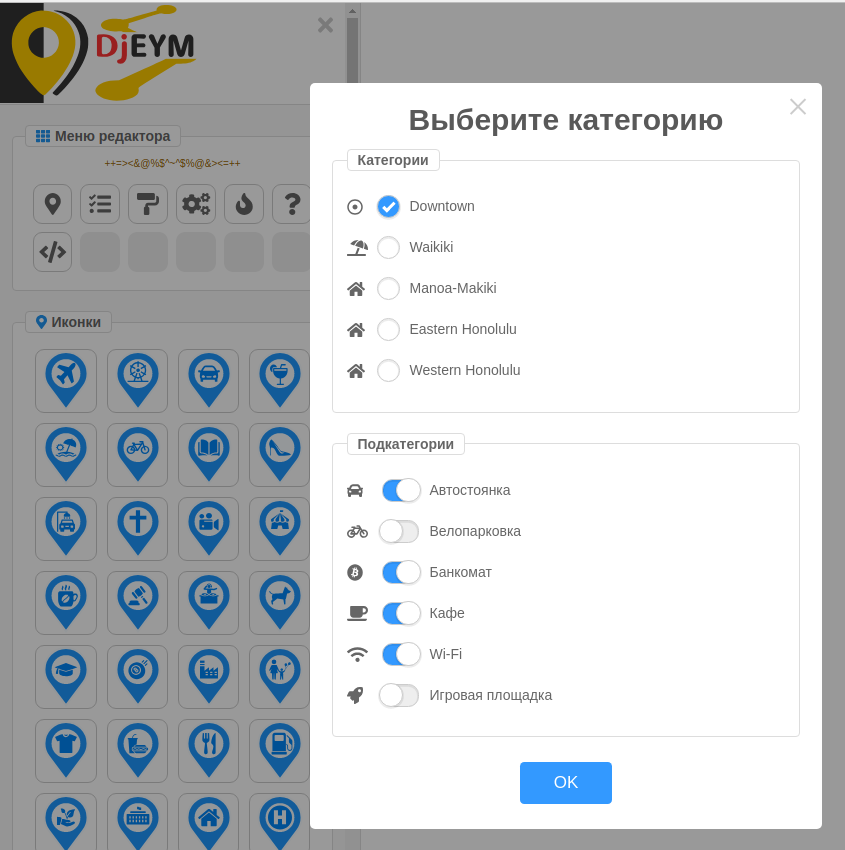 DjEYM
Меню редактора
++=><&@%$^~^$%@&><=++
Иконки
Выберите категорию
Категории
Downtown
Waikiki
Manoa-Makiki
Eastern Honolulu
Western Honolulu
Подкатегории
Автостоянка
Велопарковка
Банкомат
Кафе
Wi-Fi
Игровая площадка
OK